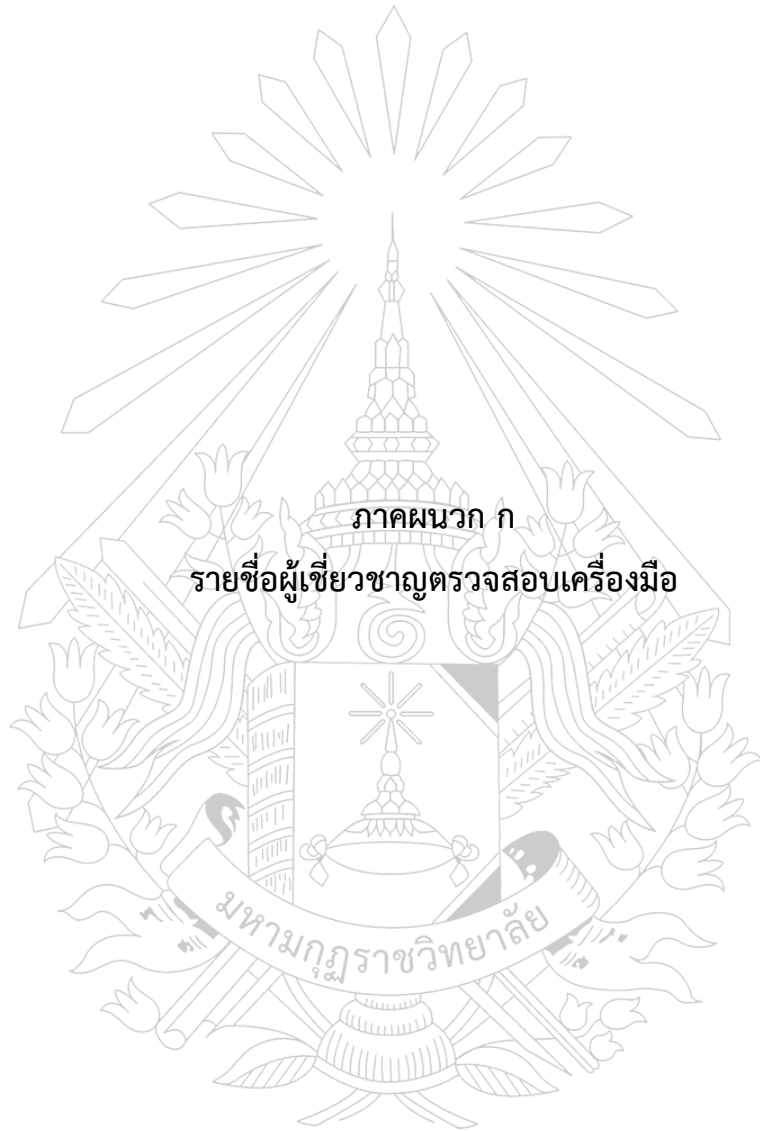 ภาคผนวก ก
รายชื่อผู้เชี่ยวชาญตรวจสอบเครื่องมือ
มหามกุฏราชวิทยาลัย